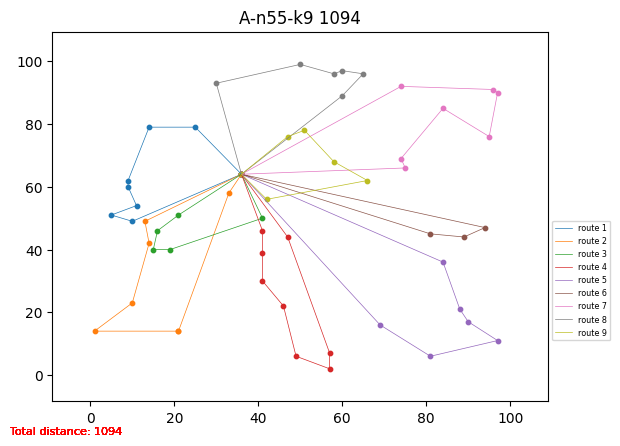 A-n55-k9 1094
100
80
60
40
20
0
0 20 40 60 80 100
route 1
route 2
route 3
route 4
route 5
route 6
route 7
route 8
route 9
Total distance: 1094